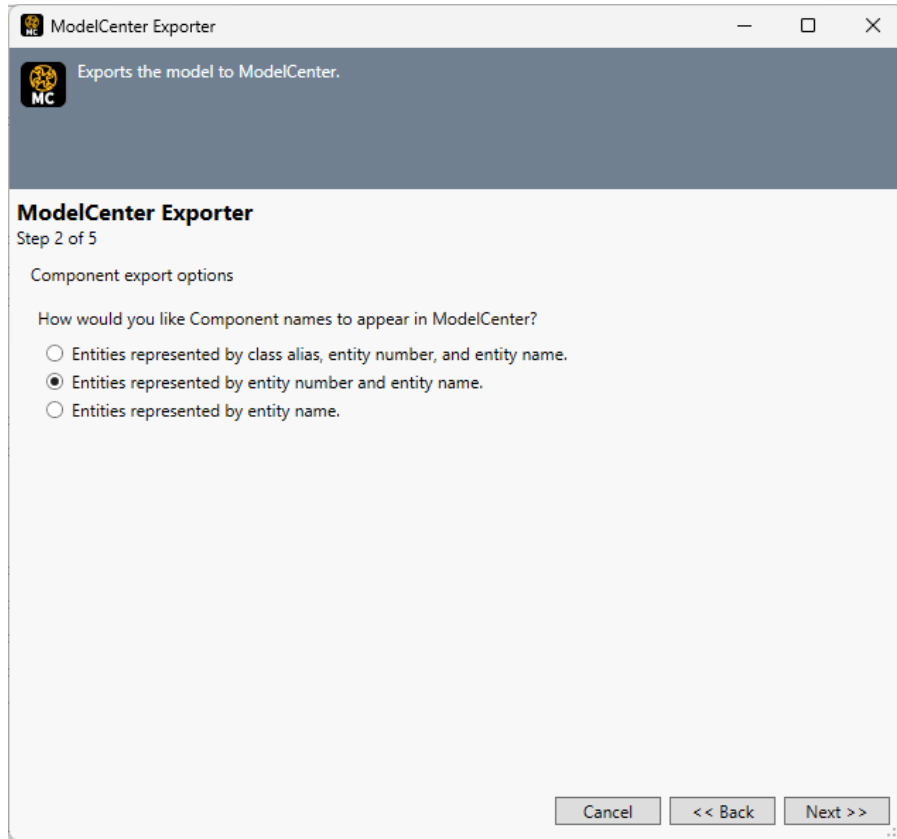 ModelCenter Exporter
Exports the model to ModelCenter.
MC
ModelCenter Exporter
Step 2 of 5
Component export options
How would you like Component names to appear in ModelCenter?
Entities represented by class alias, entity number, and entity name.
Entities represented by entity number and entity name.
Entities represented by entity name.
Cancel
<< Back
Next >>